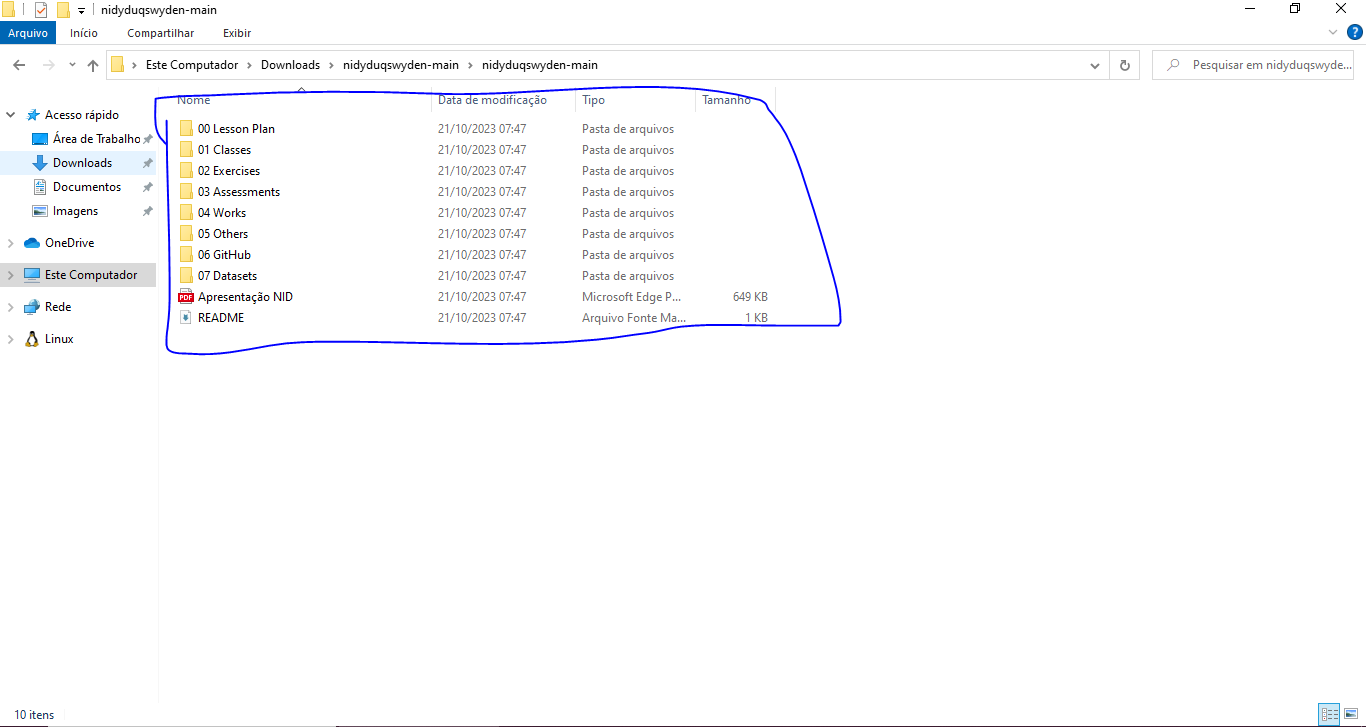 nidyduqswyden-main
Arquivo Início Compartilhar Exibir
Este Computador Downloads nidyduqswyden-main nidyduqswyden-main Pesquisar em nidyduqswyde...
Nome Data de modificação Tipo Tamanho
Acesso rápido
Área de Trabalho
Downloads
Documentos
Imagens
OneDrive
Este Computador
Rede
Linux
00 Lesson Plan 21/10/2023 07:47 Pasta de arquivos
01 Classes 21/10/2023 07:47 Pasta de arquivos
02 Exercises 21/10/2023 07:47 Pasta de arquivos
03 Assessments 21/10/2023 07:47 Pasta de arquivos
04 Works 21/10/2023 07:47 Pasta de arquivos
05 Others 21/10/2023 07:47 Pasta de arquivos
06 GitHub 21/10/2023 07:47 Pasta de arquivos
07 Datasets 21/10/2023 07:47 Pasta de arquivos
PDF Apresentação NID 21/10/2023 07:47 Microsoft Edge P... 649 KB
README 21/10/2023 07:47 Arquivo Fonte Ma... 1 KB
10 itens